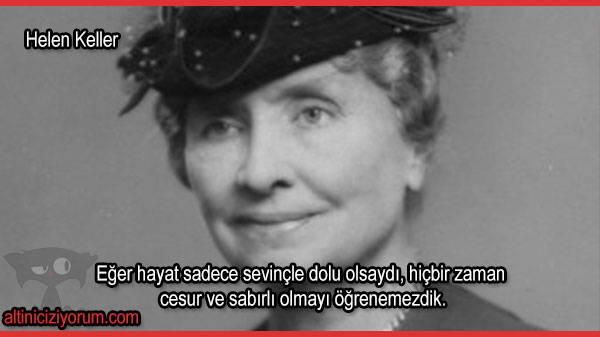 Helen Keller
Eğer hayat sadece sevinçle dolu olsaydı, hiçbir zaman
cesur ve sabırlı olmayı öğrenemezdik.
altiniciziyorum.com